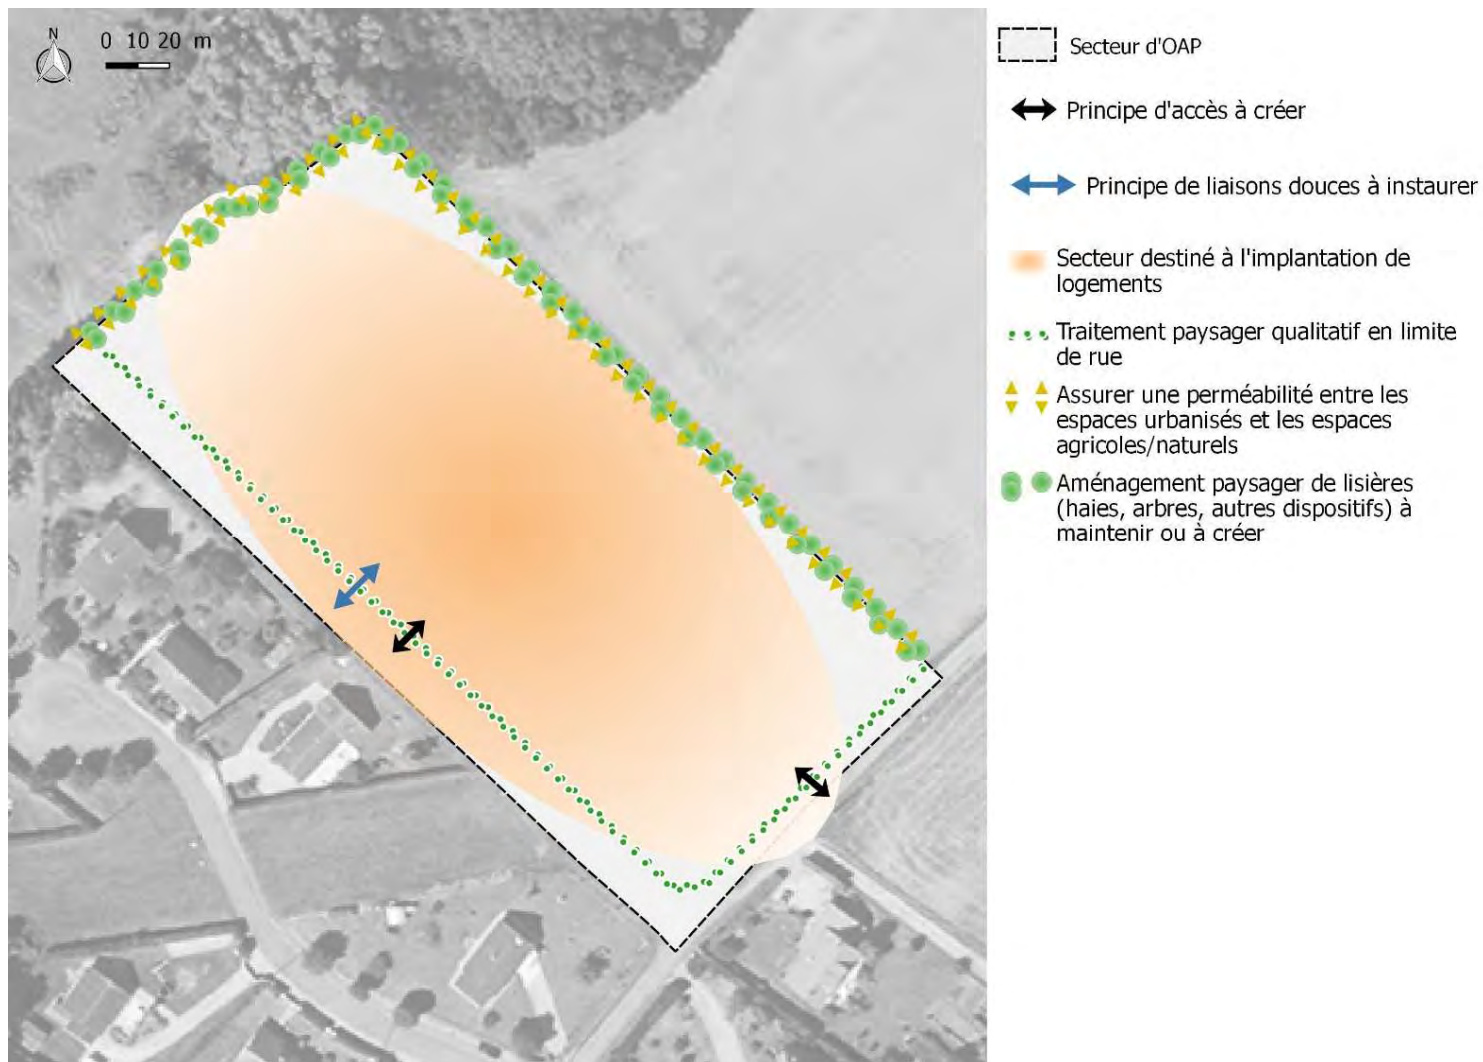 N
0 10 20 m
Secteur d'OAP
Principe d'accès à créer
Principe de liaisons douces à instaurer
Secteur destiné à l'implantation de
logements
Traitement paysager qualitatif en limite
de rue
Assurer une perméabilité entre les
espaces urbanisés et les espaces
agricoles/naturels
Aménagement paysager de lisières
(haies, arbres, autres dispositifs) à
maintenir ou à créer